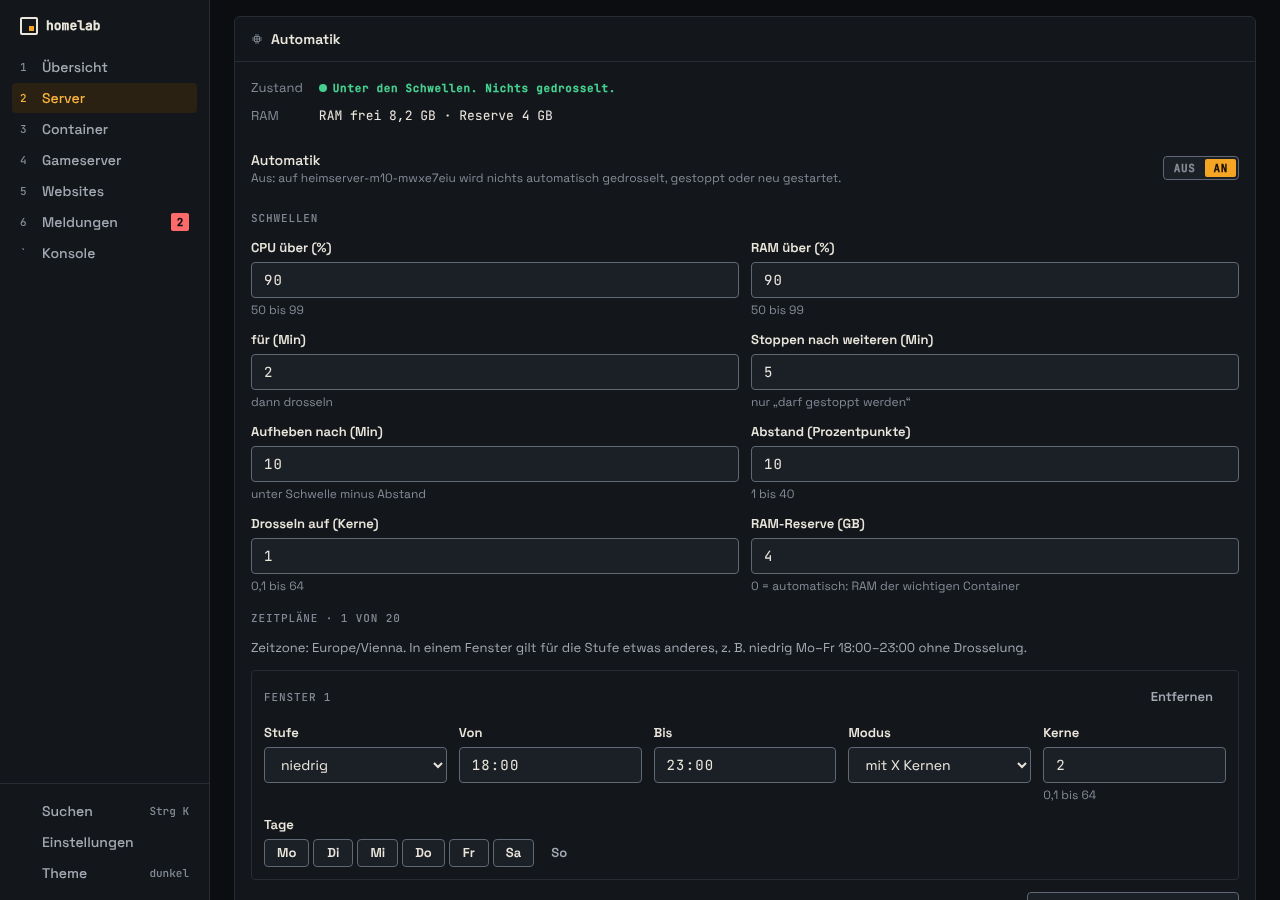 homelab
1 Übersicht
2 Server
3 Container
4 Gameserver
5 Websites
6 Meldungen 2
` Konsole
Suchen Strg K
Einstellungen
Theme dunkel
Automatik
Zustand Unter den Schwellen. Nichts gedrosselt.
RAM RAM frei 8,2 GB · Reserve 4 GB
Automatik
Aus: auf heimserver-m10-mwxe7eiu wird nichts automatisch gedrosselt, gestoppt oder neu gestartet.
AUS AN
SCHWELLEN
CPU über (%) RAM über (%)
90 90
50 bis 99 50 bis 99
für (Min) Stoppen nach weiteren (Min)
2 5
dann drosseln nur „darf gestoppt werden“
Aufheben nach (Min) Abstand (Prozentpunkte)
10 10
unter Schwelle minus Abstand 1 bis 40
Drosseln auf (Kerne) RAM-Reserve (GB)
1 4
0,1 bis 64 0 = automatisch: RAM der wichtigen Container
ZEITPLÄNE · 1 VON 20
Zeitzone: Europe/Vienna. In einem Fenster gilt für die Stufe etwas anderes, z. B. niedrig Mo–Fr 18:00–23:00 ohne Drosselung.
FENSTER 1 Entfernen
Stufe Von Bis Modus Kerne
niedrig 18:00 23:00 mit X Kernen 2
0,1 bis 64
Tage
Mo Di Mi Do Fr Sa So